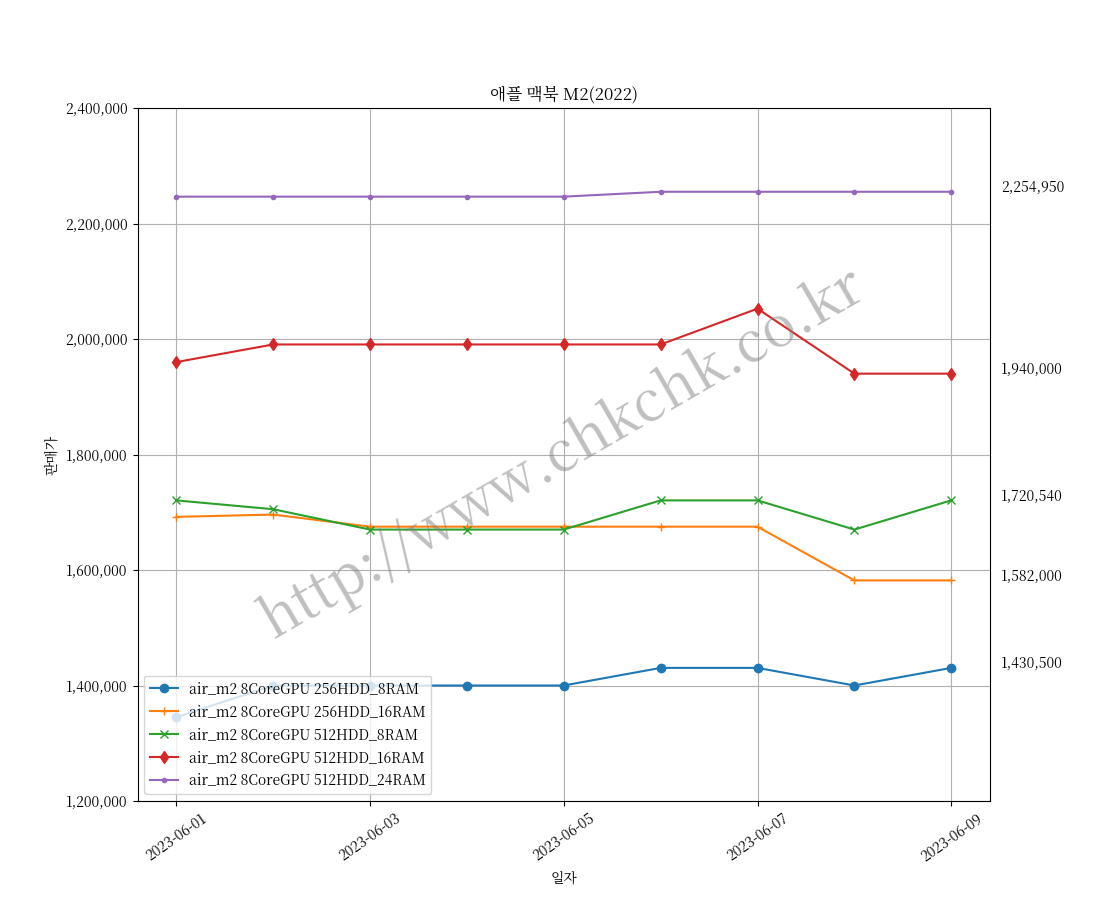 애플 맥북 M2(2022)
2,400,000
2,200,000
2,000,000
1,800,000
1,600,000
1,400,000
1,200,000
판매가
2,254,950
1,940,000
1,720,540
1,582,000
1,430,500
http://www.chkchk.co.kr
air_m2 8CoreGPU 256HDD_8RAM
air_m2 8CoreGPU 256HDD_16RAM
air_m2 8CoreGPU 512HDD_8RAM
air_m2 8CoreGPU 512HDD_16RAM
air_m2 8CoreGPU 512HDD_24RAM
2023-06-01
2023-06-03
2023-06-05
2023-06-07
2023-06-09
일자